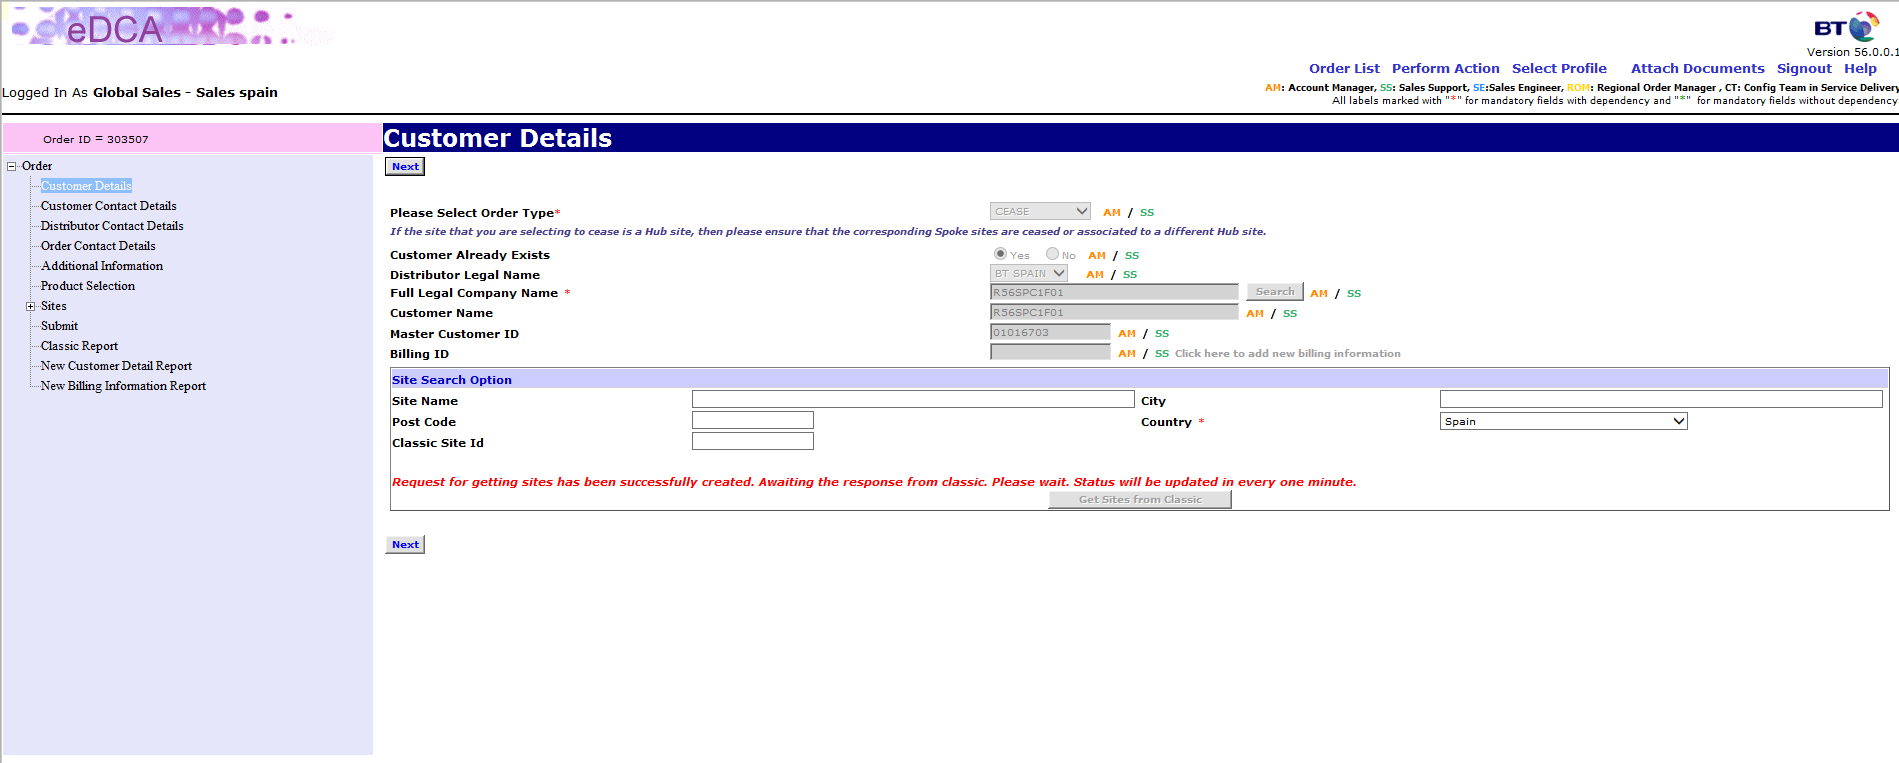 eDCA
BT
Version 56.0.0.1
Order List Perform Action Select Profile Attach Documents Signout Help
Logged In As Global Sales - Sales spain
AM: Account Manager, SS: Sales Support, SE:Sales Engineer, ROM: Regional Order Manager , CT: Config Team in Service Delivery
All labels marked with "*" for mandatory fields with dependency and "*" for mandatory fields without dependency
Order ID = 303507
Order
Customer Details
Customer Contact Details
Distributor Contact Details
Order Contact Details
Additional Information
Product Selection
Sites
Submit
Classic Report
New Customer Detail Report
New Billing Information Report
Customer Details
Next
Please Select Order Type* CEASE AM / SS
If the site that you are selecting to cease is a Hub site, then please ensure that the corresponding Spoke sites are ceased or associated to a different Hub site.
Customer Already Exists Yes No AM / SS
Distributor Legal Name BT SPAIN AM / SS
Full Legal Company Name * R56SPC1F01 Search AM / SS
Customer Name R56SPC1F01 AM / SS
Master Customer ID 01016703 AM / SS
Billing ID AM / SS Click here to add new billing information
Site Search Option
Site Name City
Post Code Country * Spain
Classic Site Id
Request for getting sites has been successfully created. Awaiting the response from classic. Please wait. Status will be updated in every one minute.
Get Sites from Classic
Next